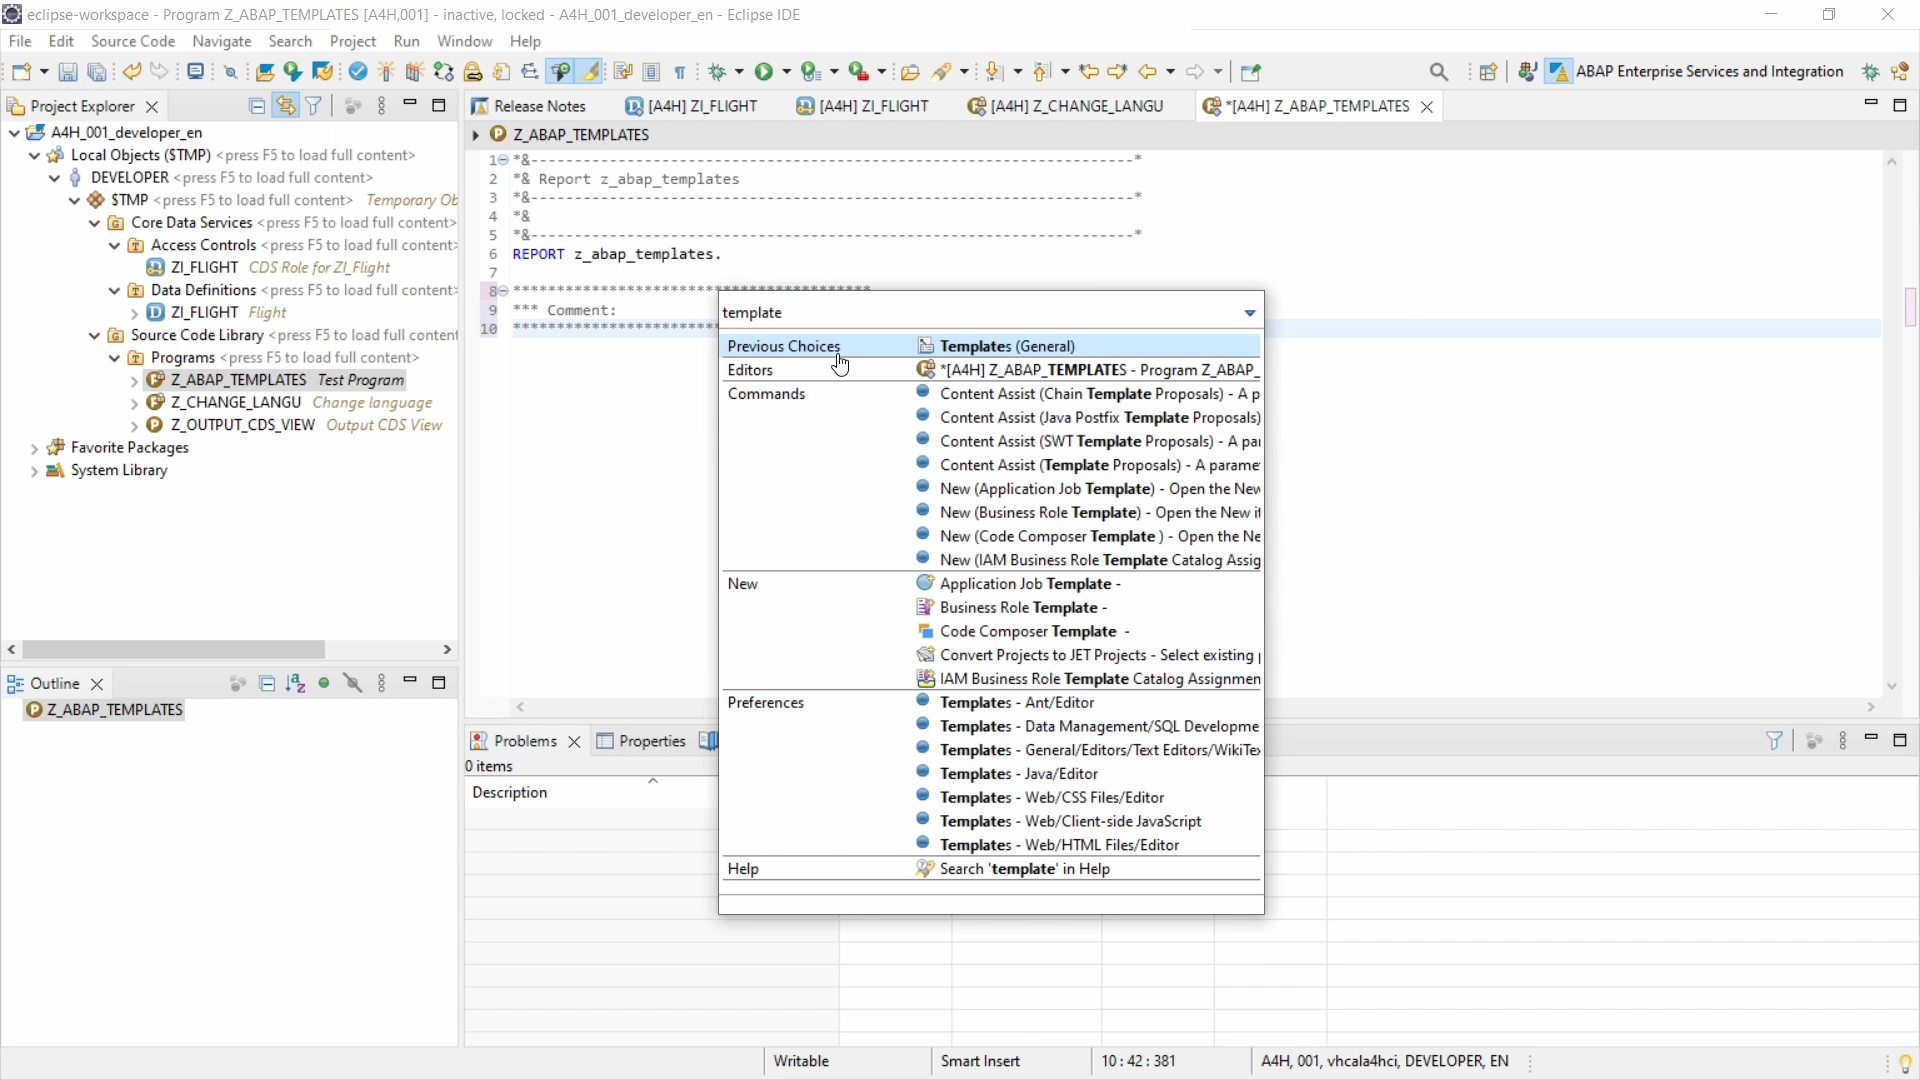 eclipse-workspace - Program Z_ABAP_TEMPLATES [A4H,001] - inactive, locked - A4H_001_developer_en - Eclipse IDE
File Edit Source Code Navigate Search Project Run Window Help
ABAP Enterprise Services and Integration
Project Explorer
Release Notes [A4H] ZI_FLIGHT [A4H] ZI_FLIGHT [A4H] Z_CHANGE_LANGU *[A4H] Z_ABAP_TEMPLATES
A4H_001_developer_en
Local Objects ($TMP) <press F5 to load full content>
DEVELOPER <press F5 to load full content>
$TMP <press F5 to load full content> Temporary Ob
Core Data Services <press F5 to load full content>
Access Controls <press F5 to load full content>
ZI_FLIGHT CDS Role for ZI_Flight
Data Definitions <press F5 to load full content>
ZI_FLIGHT Flight
Source Code Library <press F5 to load full content
Programs <press F5 to load full content>
Z_ABAP_TEMPLATES Test Program
Z_CHANGE_LANGU Change language
Z_OUTPUT_CDS_VIEW Output CDS View
Favorite Packages
System Library
Outline
Z_ABAP_TEMPLATES
Z_ABAP_TEMPLATES
1 *&---------------------------------------------------------------------*
2 *& Report z_abap_templates
3 *&---------------------------------------------------------------------*
4 *&
5 *&---------------------------------------------------------------------*
6 REPORT z_abap_templates.
7
8 *****************************************
9 *** Comment:
10 ***********************
template
Previous Choices Templates (General)
Editors *[A4H] Z_ABAP_TEMPLATES - Program Z_ABAP_
Commands Content Assist (Chain Template Proposals) - A p
Content Assist (Java Postfix Template Proposals)
Content Assist (SWT Template Proposals) - A par
Content Assist (Template Proposals) - A parame
New (Application Job Template) - Open the New
New (Business Role Template) - Open the New i
New (Code Composer Template ) - Open the Ne
New (IAM Business Role Template Catalog Assig
New Application Job Template -
Business Role Template -
Code Composer Template -
Convert Projects to JET Projects - Select existing
IAM Business Role Template Catalog Assignmen
Preferences Templates - Ant/Editor
Templates - Data Management/SQL Developme
Templates - General/Editors/Text Editors/WikiTe
Templates - Java/Editor
Templates - Web/CSS Files/Editor
Templates - Web/Client-side JavaScript
Templates - Web/HTML Files/Editor
Help Search 'template' in Help
Problems Properties
0 items
Description
Writable Smart Insert 10 : 42 : 381 A4H, 001, vhcala4hci, DEVELOPER, EN